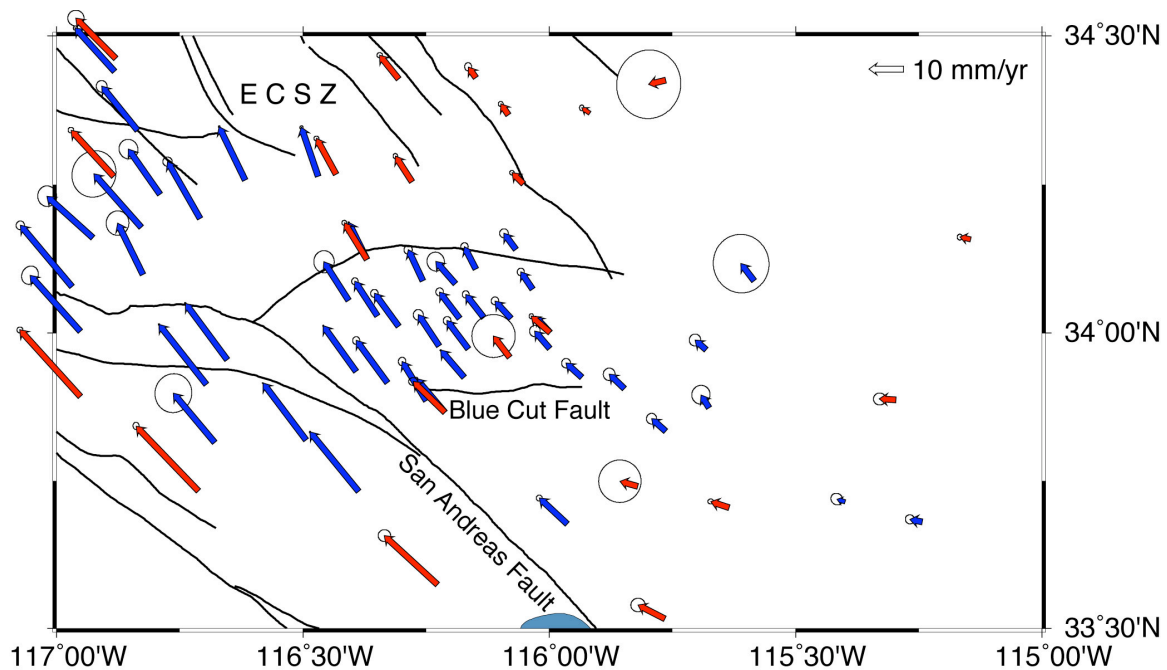 34°30'N
E C S Z
10 mm/yr
34°00'N
Blue Cut Fault
San Andreas Fault
33°30'N
117°00'W 116°30'W 116°00'W 115°30'W 115°00'W